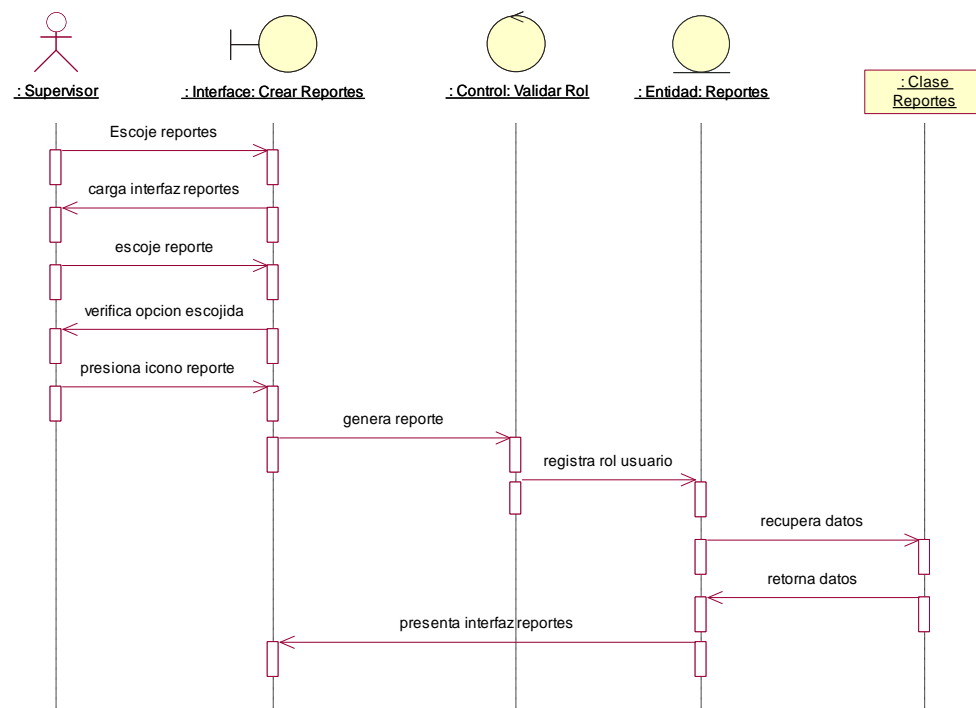 : Supervisor
: Interface: Crear Reportes
: Control: Validar Rol
: Entidad: Reportes
: Clase
Reportes
Escoje reportes
carga interfaz reportes
escoje reporte
verifica opcion escojida
presiona icono reporte
genera reporte
registra rol usuario
recupera datos
retorna datos
presenta interfaz reportes